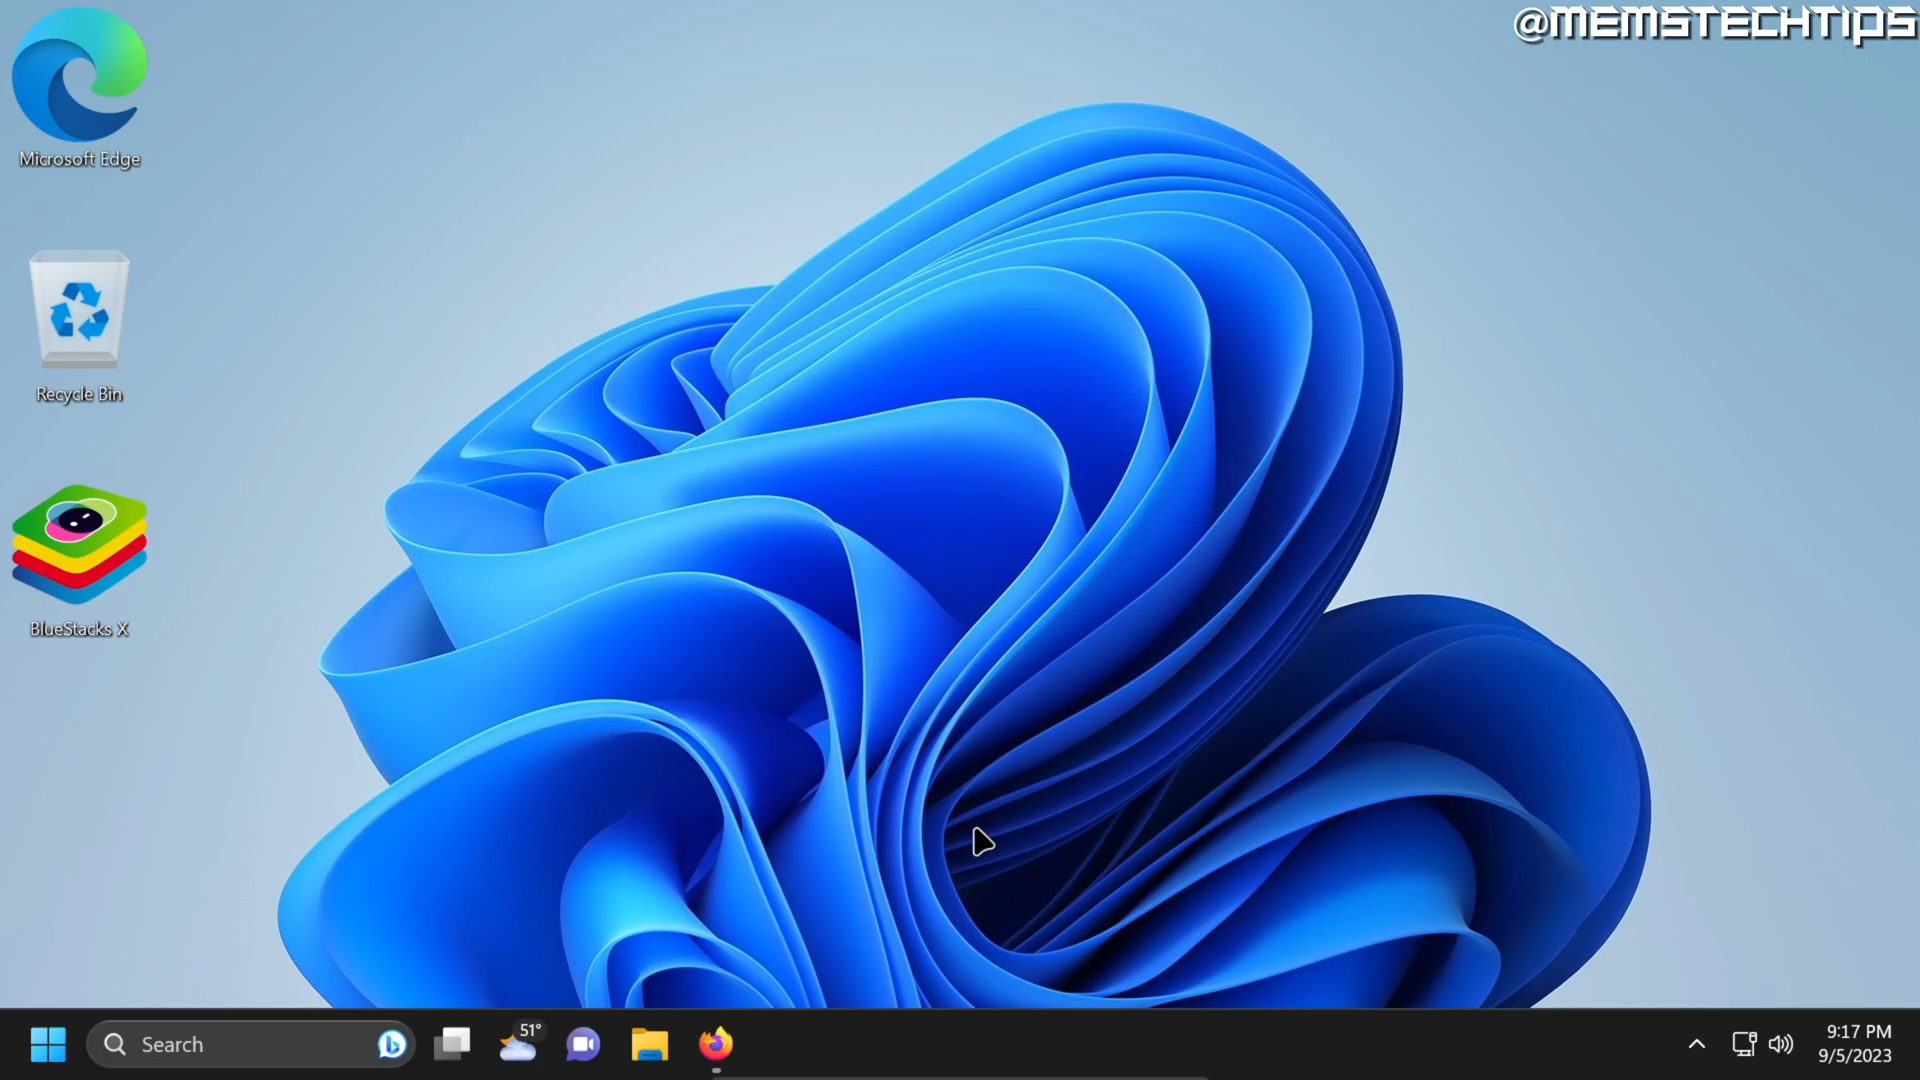 @MEMSTECHTIPS
Microsoft Edge
Recycle Bin
BlueStacks X
Search
51°
9:17 PM
9/5/2023